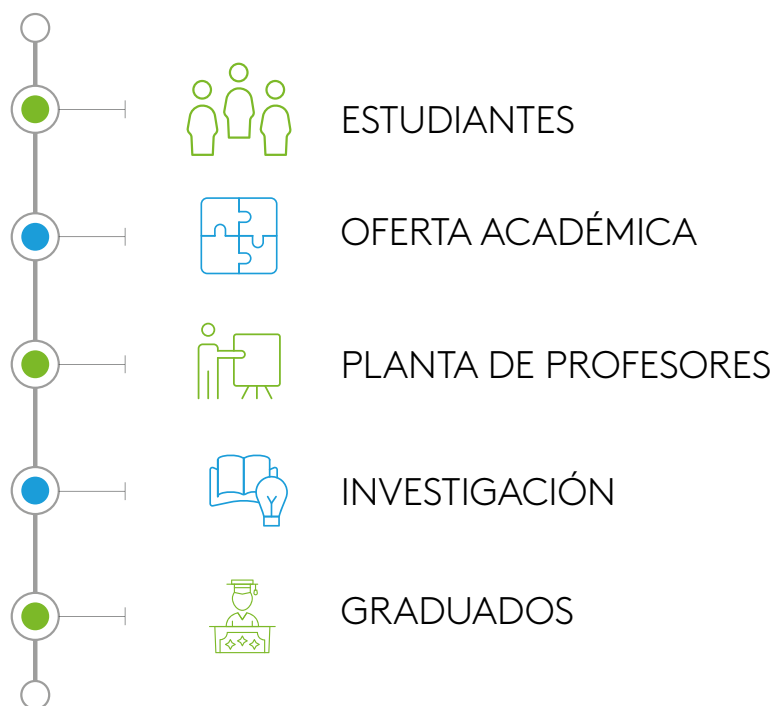 ESTUDIANTES
OFERTA ACADÉMICA
PLANTA DE PROFESORES
INVESTIGACIÓN
GRADUADOS